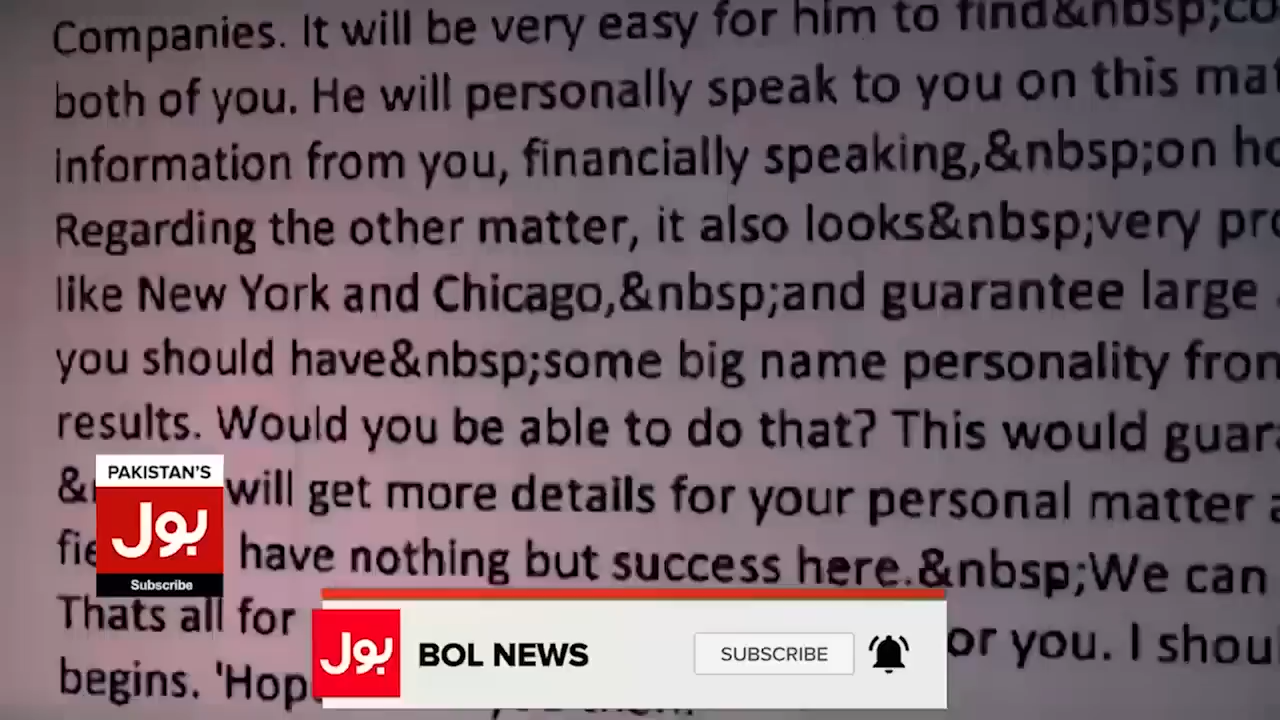 Companies. It will be very easy for him to find&nbsp;co
both of you. He will personally speak to you on this mat
information from you, financially speaking,&nbsp;on ho
Regarding the other matter, it also looks&nbsp;very pro
like New York and Chicago,&nbsp;and guarantee large
you should have&nbsp;some big name personality from
results. Would you be able to do that? This would guar
will get more details for your personal matter a
have nothing but success here.&nbsp;We can
Thats all for
or you. I shou
begins. 'Hop
PAKISTAN'S
بول
Subscribe
بول
BOL NEWS
SUBSCRIBE